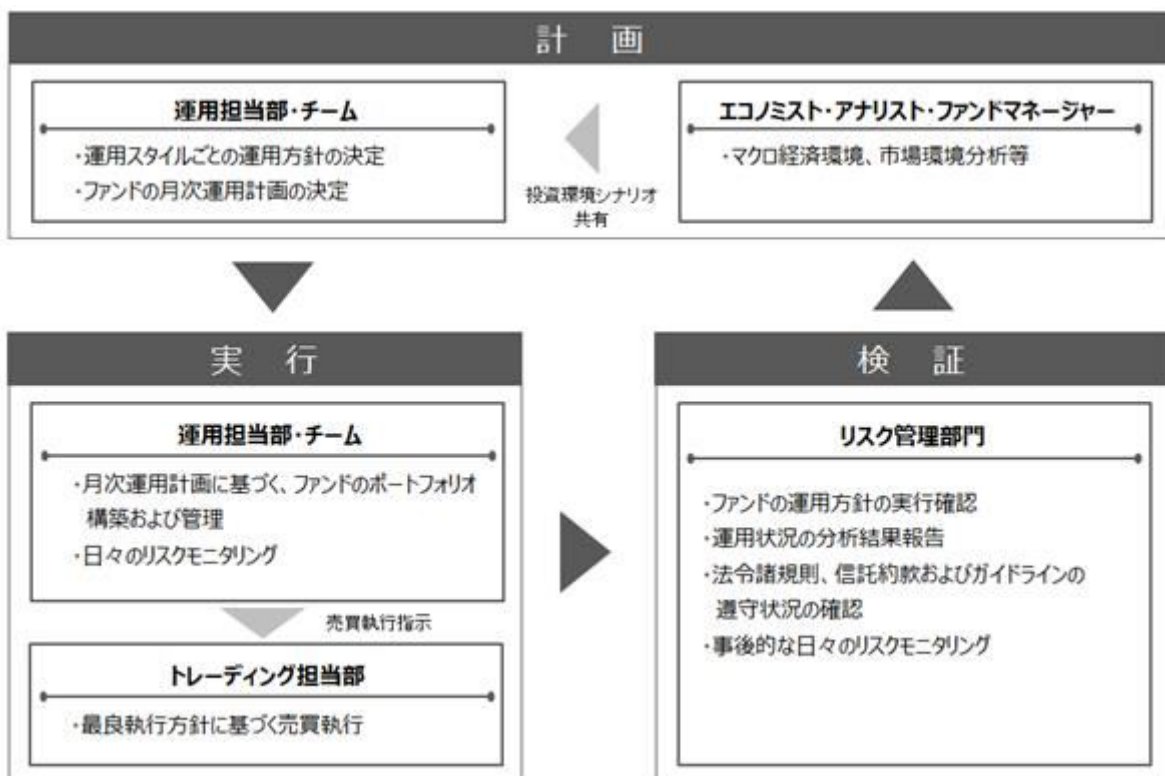 計 画
運用担当部・チーム
・運用スタイルごとの運用方針の決定
・ファンドの月次運用計画の決定
投資環境シナリオ
共有
エコノミスト・アナリスト・ファンドマネージャー
・マクロ経済環境、市場環境分析等
実 行
運用担当部・チーム
・月次運用計画に基づく、ファンドのポートフォリオ
構築および管理
・日々のリスクモニタリング
売買執行指示
トレーディング担当部
・最良執行方針に基づく売買執行
検 証
リスク管理部門
・ファンドの運用方針の実行確認
・運用状況の分析結果報告
・法令諸規則、信託約款およびガイドラインの
遵守状況の確認
・事後的な日々のリスクモニタリング